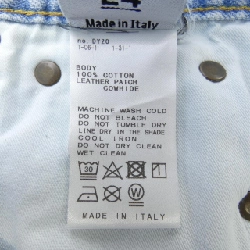 24
Made in Italy
BODY
100% COTTON
LEATHER PATCH
COWHIDE
MACHINE WASH COLD
DO NOT BLEACH
DO NOT TUMBLE DRY
LINE DRY IN THE SHADE
COOL IRON
DO NOT DRY CLEAN
WET CLEAN
30
W
MADE IN ITALY